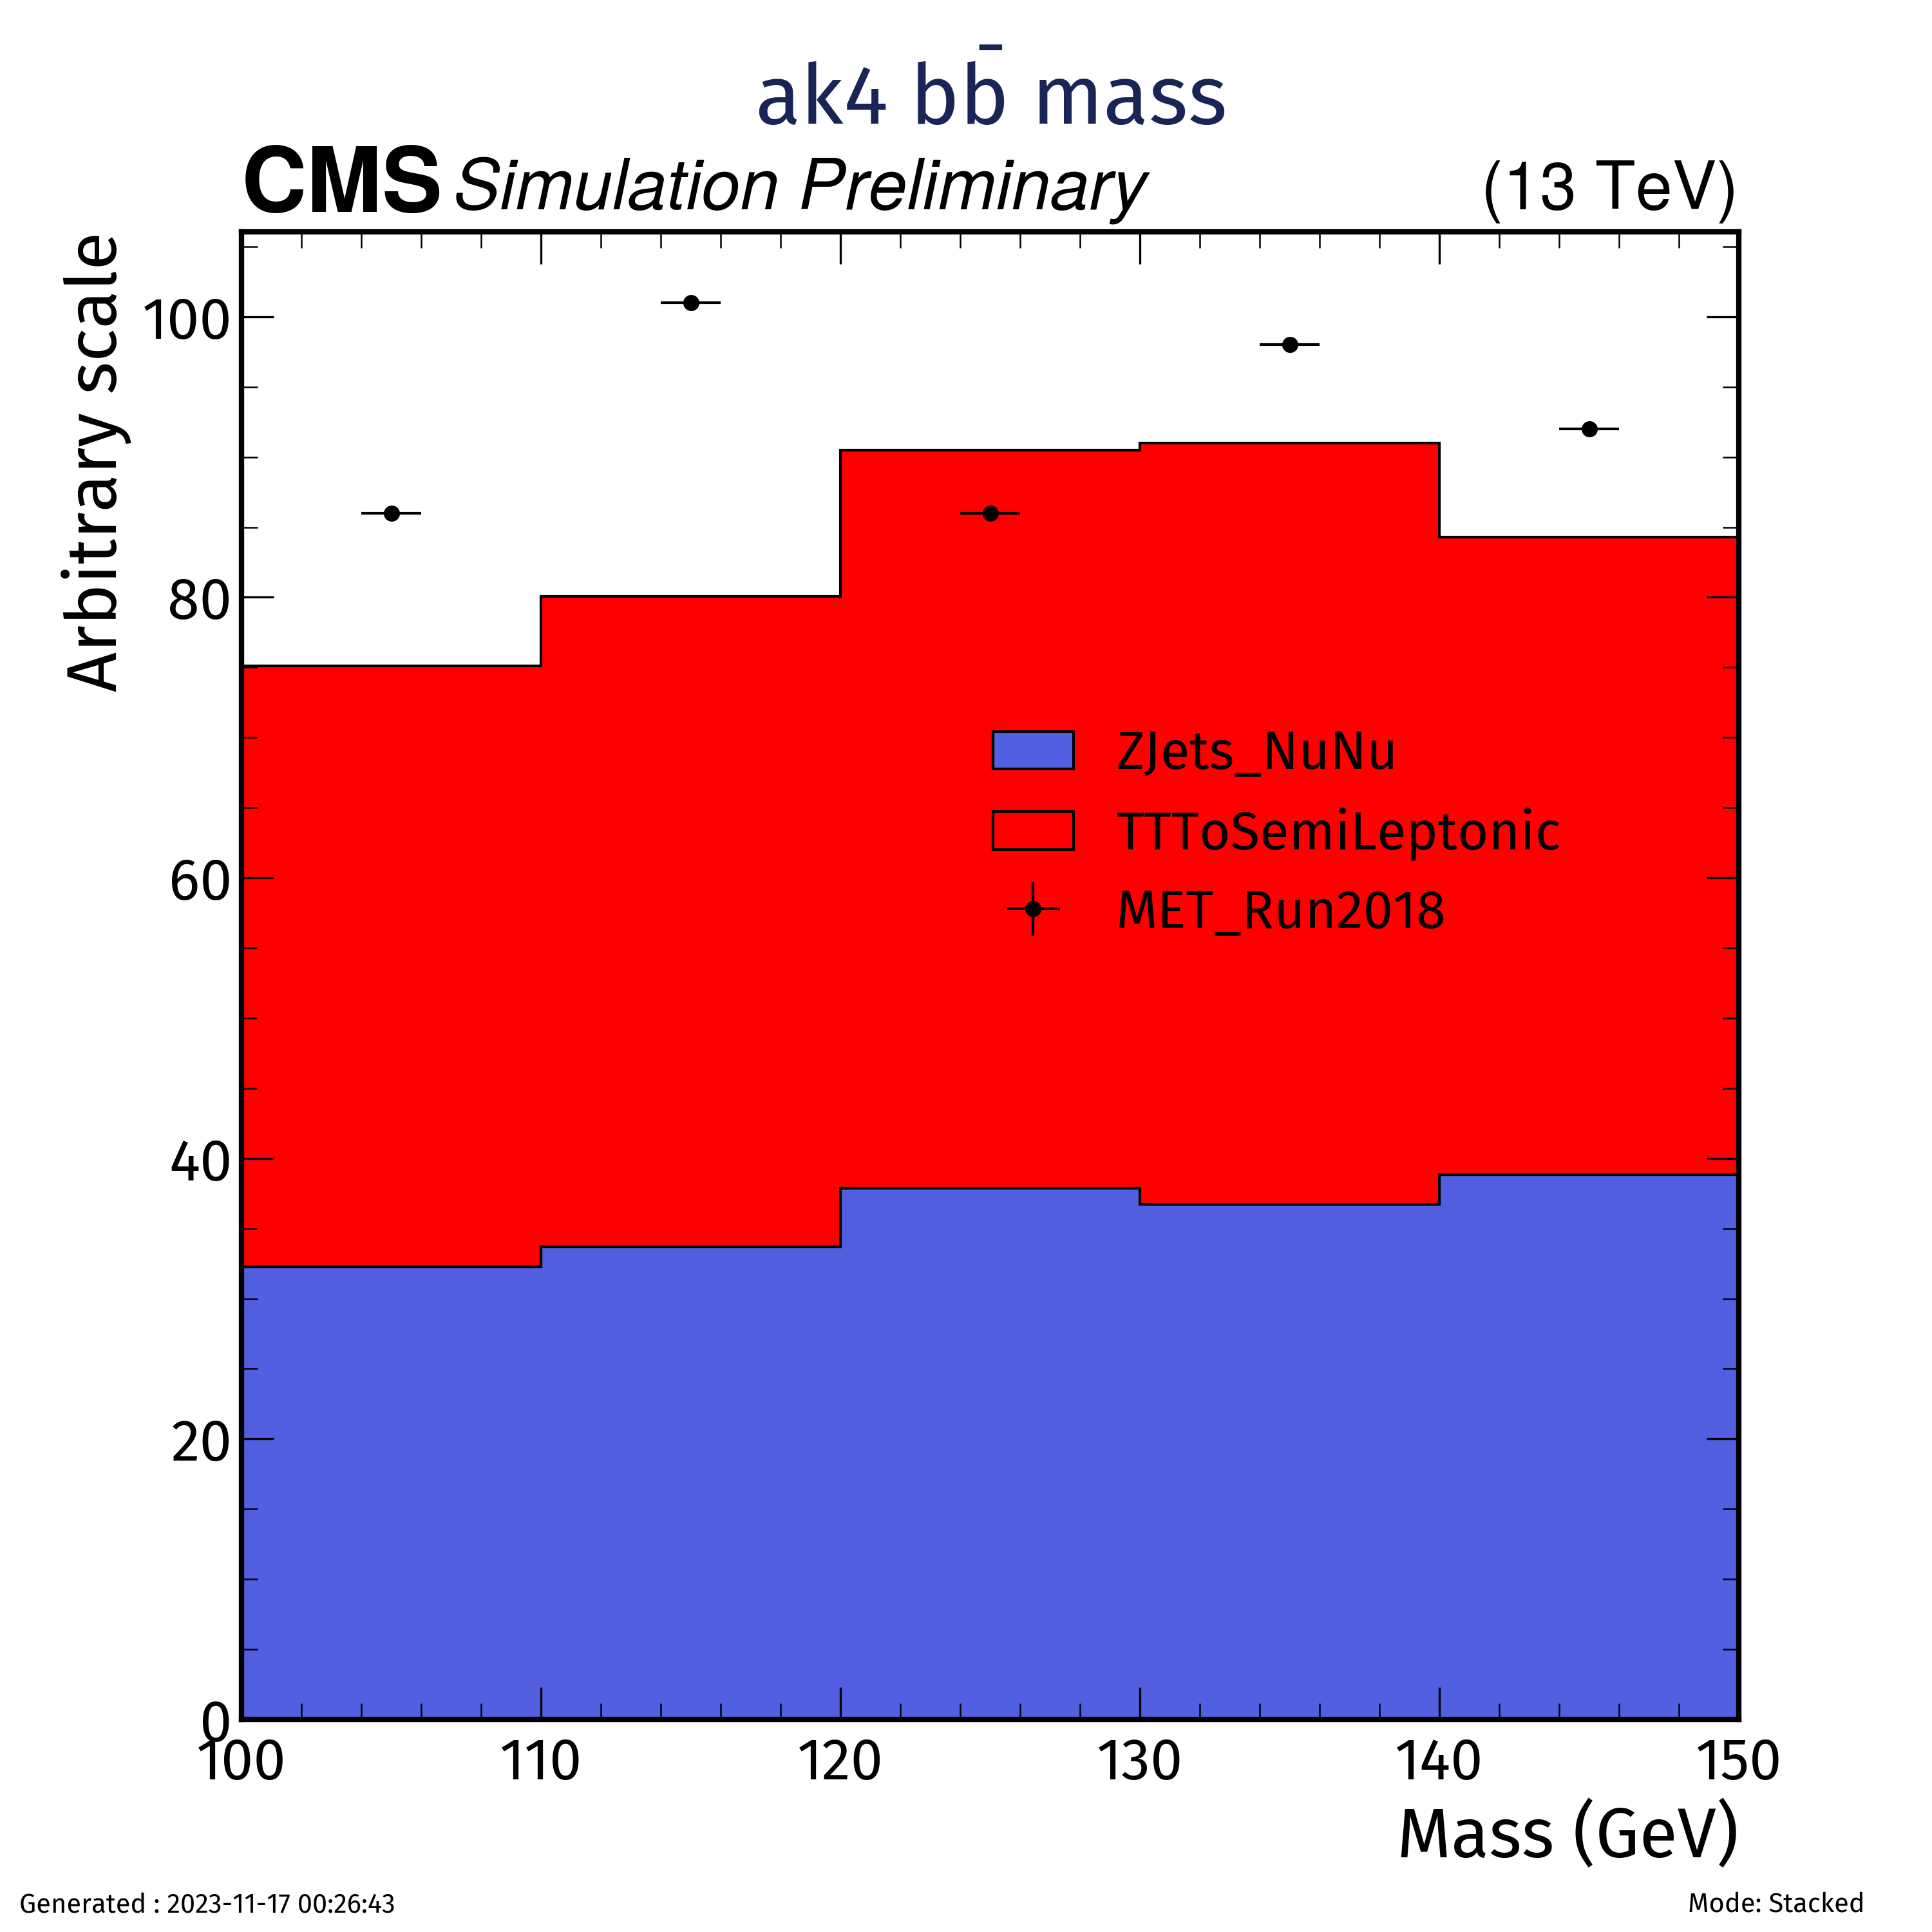 ak4 bb̄ mass
CMS Simulation Preliminary (13 TeV)
Arbitrary scale
100
80
60
40
20
0
ZJets_NuNu
TTToSemiLeptonic
MET_Run2018
100 110 120 130 140 150
Mass (GeV)
Generated : 2023-11-17 00:26:43
Mode: Stacked